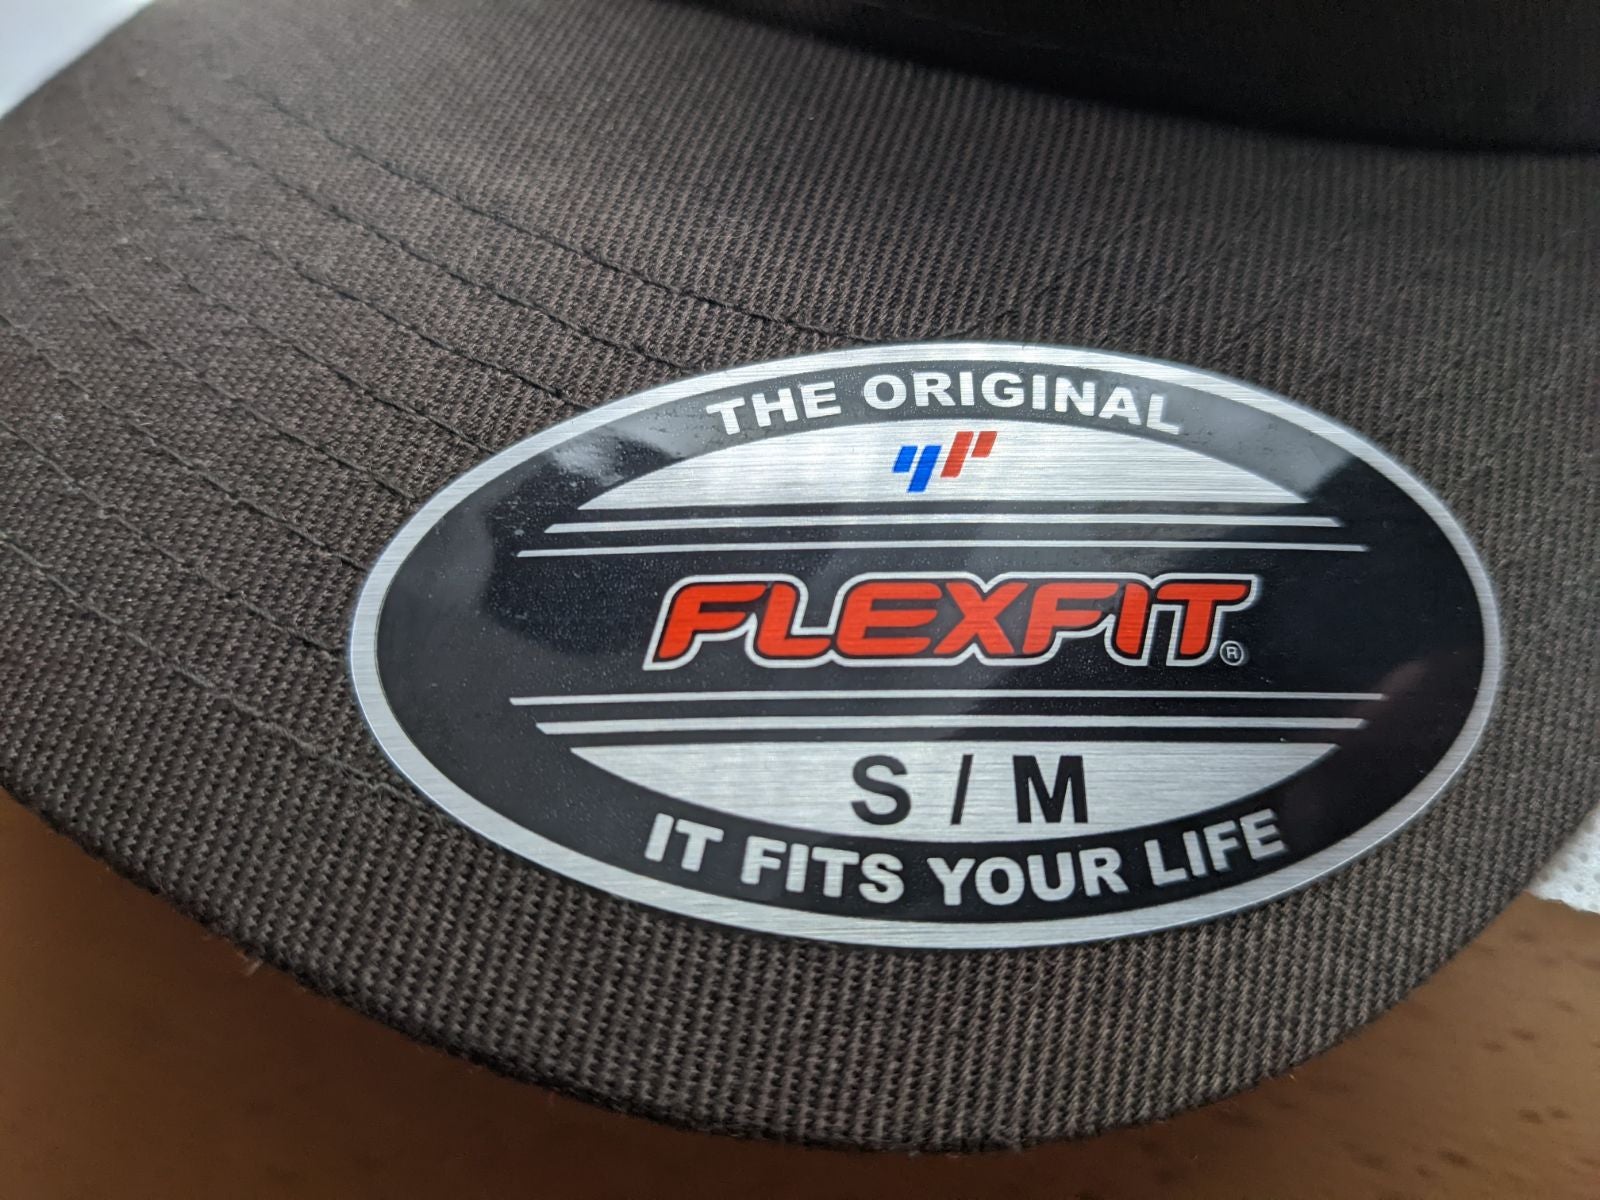 THE ORIGINAL
FLEXFIT®
S / M
IT FITS YOUR LIFE